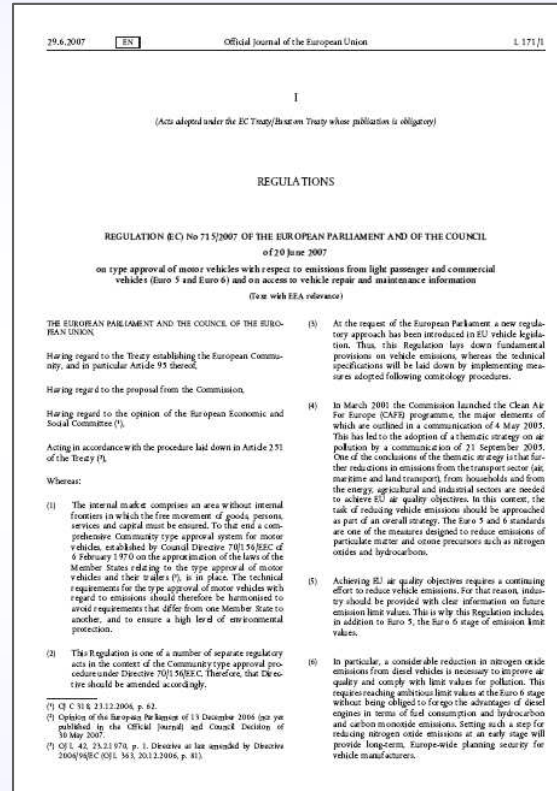 29.6.2007 EN Official Journal of the European Union L 171/1
I
(Acts adopted under the EC Treaty/Euratom Treaty whose publication is obligatory)
REGULATIONS
REGULATION (EC) No 715/2007 OF THE EUROPEAN PARLIAMENT AND OF THE COUNCIL
of 20 June 2007
on type approval of motor vehicles with respect to emissions from light passenger and commercial
vehicles (Euro 5 and Euro 6) and on access to vehicle repair and maintenance information
(Text with EEA relevance)
THE EUROPEAN PARLIAMENT AND THE COUNCIL OF THE EURO-
PEAN UNION,
Having regard to the Treaty establishing the European Commu-
nity, and in particular Article 95 thereof,
Having regard to the proposal from the Commission,
Having regard to the opinion of the European Economic and
Social Committee (1),
Acting in accordance with the procedure laid down in Article 251
of the Treaty (2),
Whereas:
(1) The internal market comprises an area without internal
frontiers in which the free movement of goods, persons,
services and capital must be ensured. To that end a com-
prehensive Community type approval system for motor
vehicles, established by Council Directive 70/156/EEC of
6 February 1970 on the approximation of the laws of the
Member States relating to the type approval of motor
vehicles and their trailers (3), is in place. The technical
requirements for the type approval of motor vehicles with
regard to emissions should therefore be harmonised to
avoid requirements that differ from one Member State to
another, and to ensure a high level of environmental
protection.
(2) This Regulation is one of a number of separate regulatory
acts in the context of the Community type approval pro-
cedure under Directive 70/156/EEC. Therefore, that Direc-
tive should be amended accordingly.
(1) OJ C 318, 23.12.2006, p. 62.
(2) Opinion of the European Parliament of 13 December 2006 (not yet
published in the Official Journal) and Council Decision of
30 May 2007.
(3) OJ L 42, 23.2.1970, p. 1. Directive as last amended by Directive
2006/96/EC (OJ L 363, 20.12.2006, p. 81).
(3) At the request of the European Parliament a new regula-
tory approach has been introduced in EU vehicle legisla-
tion. Thus, this Regulation lays down fundamental
provisions on vehicle emissions, whereas the technical
specifications will be laid down by implementing mea-
sures adopted following comitology procedures.
(4) In March 2001 the Commission launched the Clean Air
For Europe (CAFE) programme, the major elements of
which are outlined in a communication of 4 May 2005.
This has led to the adoption of a thematic strategy on air
pollution by a communication of 21 September 2005.
One of the conclusions of the thematic strategy is that fur-
ther reductions in emissions from the transport sector (air,
maritime and land transport), from households and from
the energy, agricultural and industrial sectors are needed
to achieve EU air quality objectives. In this context, the
task of reducing vehicle emissions should be approached
as part of an overall strategy. The Euro 5 and 6 standards
are one of the measures designed to reduce emissions of
particulate matter and ozone precursors such as nitrogen
oxides and hydrocarbons.
(5) Achieving EU air quality objectives requires a continuing
effort to reduce vehicle emissions. For that reason, indus-
try should be provided with clear information on future
emission limit values. This is why this Regulation includes,
in addition to Euro 5, the Euro 6 stage of emission limit
values.
(6) In particular, a considerable reduction in nitrogen oxide
emissions from diesel vehicles is necessary to improve air
quality and comply with limit values for pollution. This
requires reaching ambitious limit values at the Euro 6 stage
without being obliged to forego the advantages of diesel
engines in terms of fuel consumption and hydrocarbon
and carbon monoxide emissions. Setting such a step for
reducing nitrogen oxide emissions at an early stage will
provide long-term, Europe-wide planning security for
vehicle manufacturers.